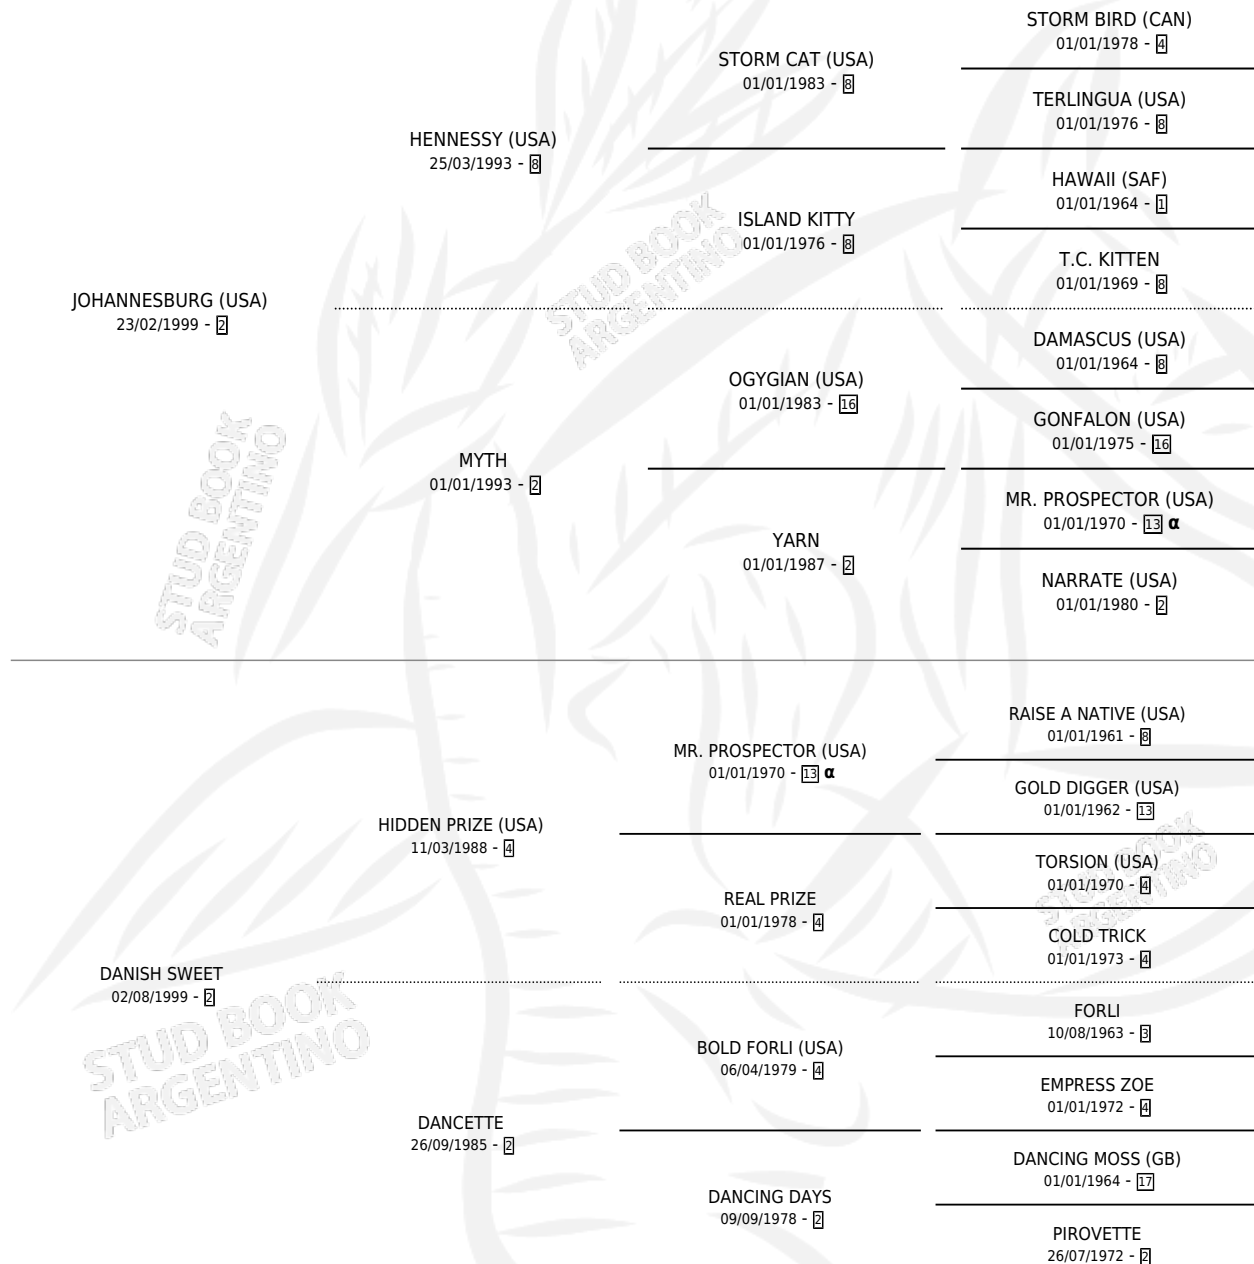 STORM BIRD (CAN)
01/01/1978 - 4
STORM CAT (USA)
01/01/1983 - 8
TERLINGUA (USA)
01/01/1976 - 8
HENNESSY (USA)
25/03/1993 - 8
HAWAII (SAF)
01/01/1964 - 1
ISLAND KITTY
01/01/1976 - 8
T.C. KITTEN
01/01/1969 - 8
JOHANNESBURG (USA)
23/02/1999 - 2
DAMASCUS (USA)
01/01/1964 - 8
OGYGIAN (USA)
01/01/1983 - 16
GONFALON (USA)
01/01/1975 - 16
MYTH
01/01/1993 - 2
MR. PROSPECTOR (USA)
01/01/1970 - 13 α
YARN
01/01/1987 - 2
NARRATE (USA)
01/01/1980 - 2
RAISE A NATIVE (USA)
01/01/1961 - 8
MR. PROSPECTOR (USA)
01/01/1970 - 13 α
GOLD DIGGER (USA)
01/01/1962 - 13
HIDDEN PRIZE (USA)
11/03/1988 - 4
TORSION (USA)
01/01/1970 - 4
REAL PRIZE
01/01/1978 - 4
COLD TRICK
01/01/1973 - 4
DANISH SWEET
02/08/1999 - 2
FORLI
10/08/1963 - 3
BOLD FORLI (USA)
06/04/1979 - 4
EMPRESS ZOE
01/01/1972 - 4
DANCETTE
26/09/1985 - 2
DANCING MOSS (GB)
01/01/1964 - 17
DANCING DAYS
09/09/1978 - 2
PIROVETTE
26/07/1972 - 2
STUD BOOK
ARGENTINO
STUD BOOK
ARGENTINO
STUD BOOK
ARGENTINO
STUD BOOK
ARGENTINO